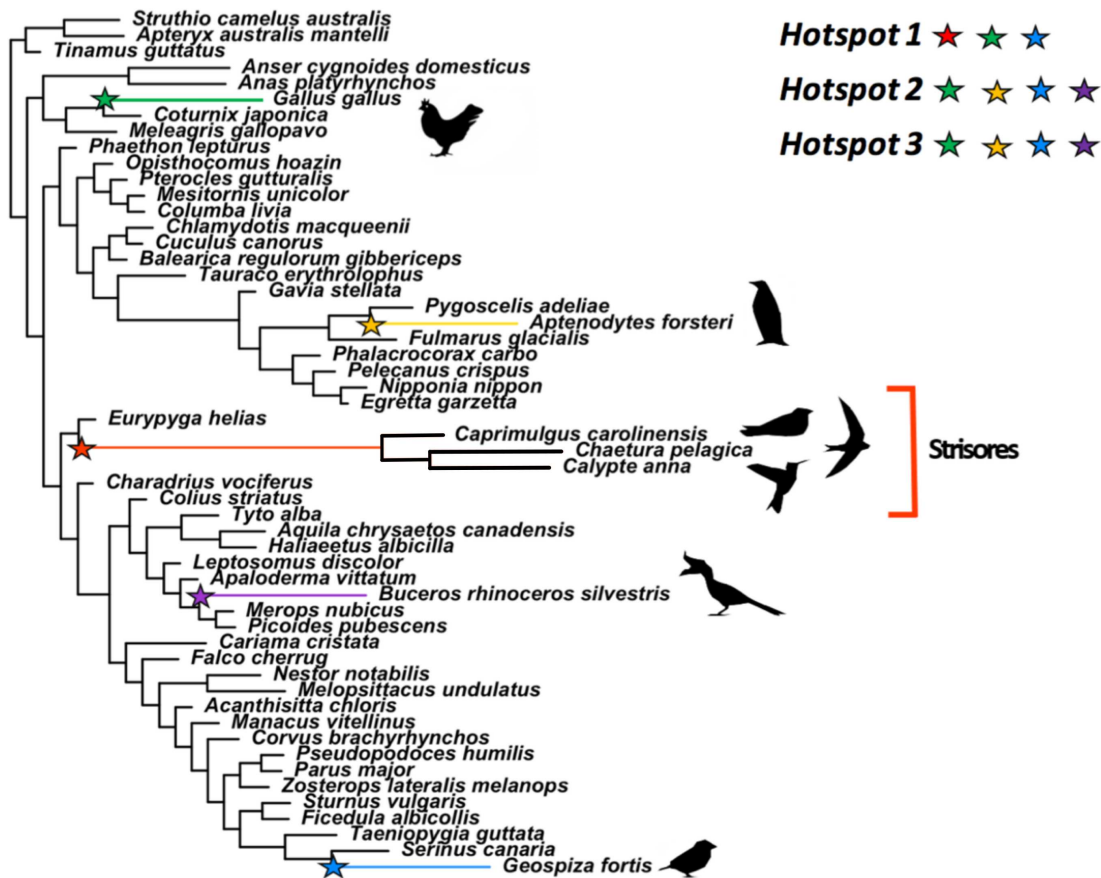 Struthio camelus australis
Apteryx australis mantelli
Tinamus guttatus
Anser cygnoides domesticus
Anas platyrhynchos
Gallus gallus
Coturnix japonica
Meleagris gallopavo
Phaethon lepturus
Opisthocomus hoazin
Pterocles gutturalis
Mesitornis unicolor
Columba livia
Chlamydotis macqueenii
Cuculus canorus
Balearica regulorum gibbericeps
Tauraco erythrolophus
Gavia stellata
Pygoscelis adeliae
Aptenodytes forsteri
Fulmarus glacialis
Phalacrocorax carbo
Pelecanus crispus
Nipponia nippon
Egretta garzetta
Eurypyga helias
Caprimulgus carolinensis
Chaetura pelagica
Calypte anna
Charadrius vociferus
Colius striatus
Tyto alba
Aquila chrysaetos canadensis
Haliaeetus albicilla
Leptosomus discolor
Apaloderma vittatum
Buceros rhinoceros silvestris
Merops nubicus
Picoides pubescens
Cariama cristata
Falco cherrug
Nestor notabilis
Melopsittacus undulatus
Acanthisitta chloris
Manacus vitellinus
Corvus brachyrhynchos
Pseudopodoces humilis
Parus major
Zosterops lateralis melanops
Sturnus vulgaris
Ficedula albicollis
Taeniopygia guttata
Serinus canaria
Geospiza fortis
Hotspot 1
Hotspot 2
Hotspot 3
Strisores